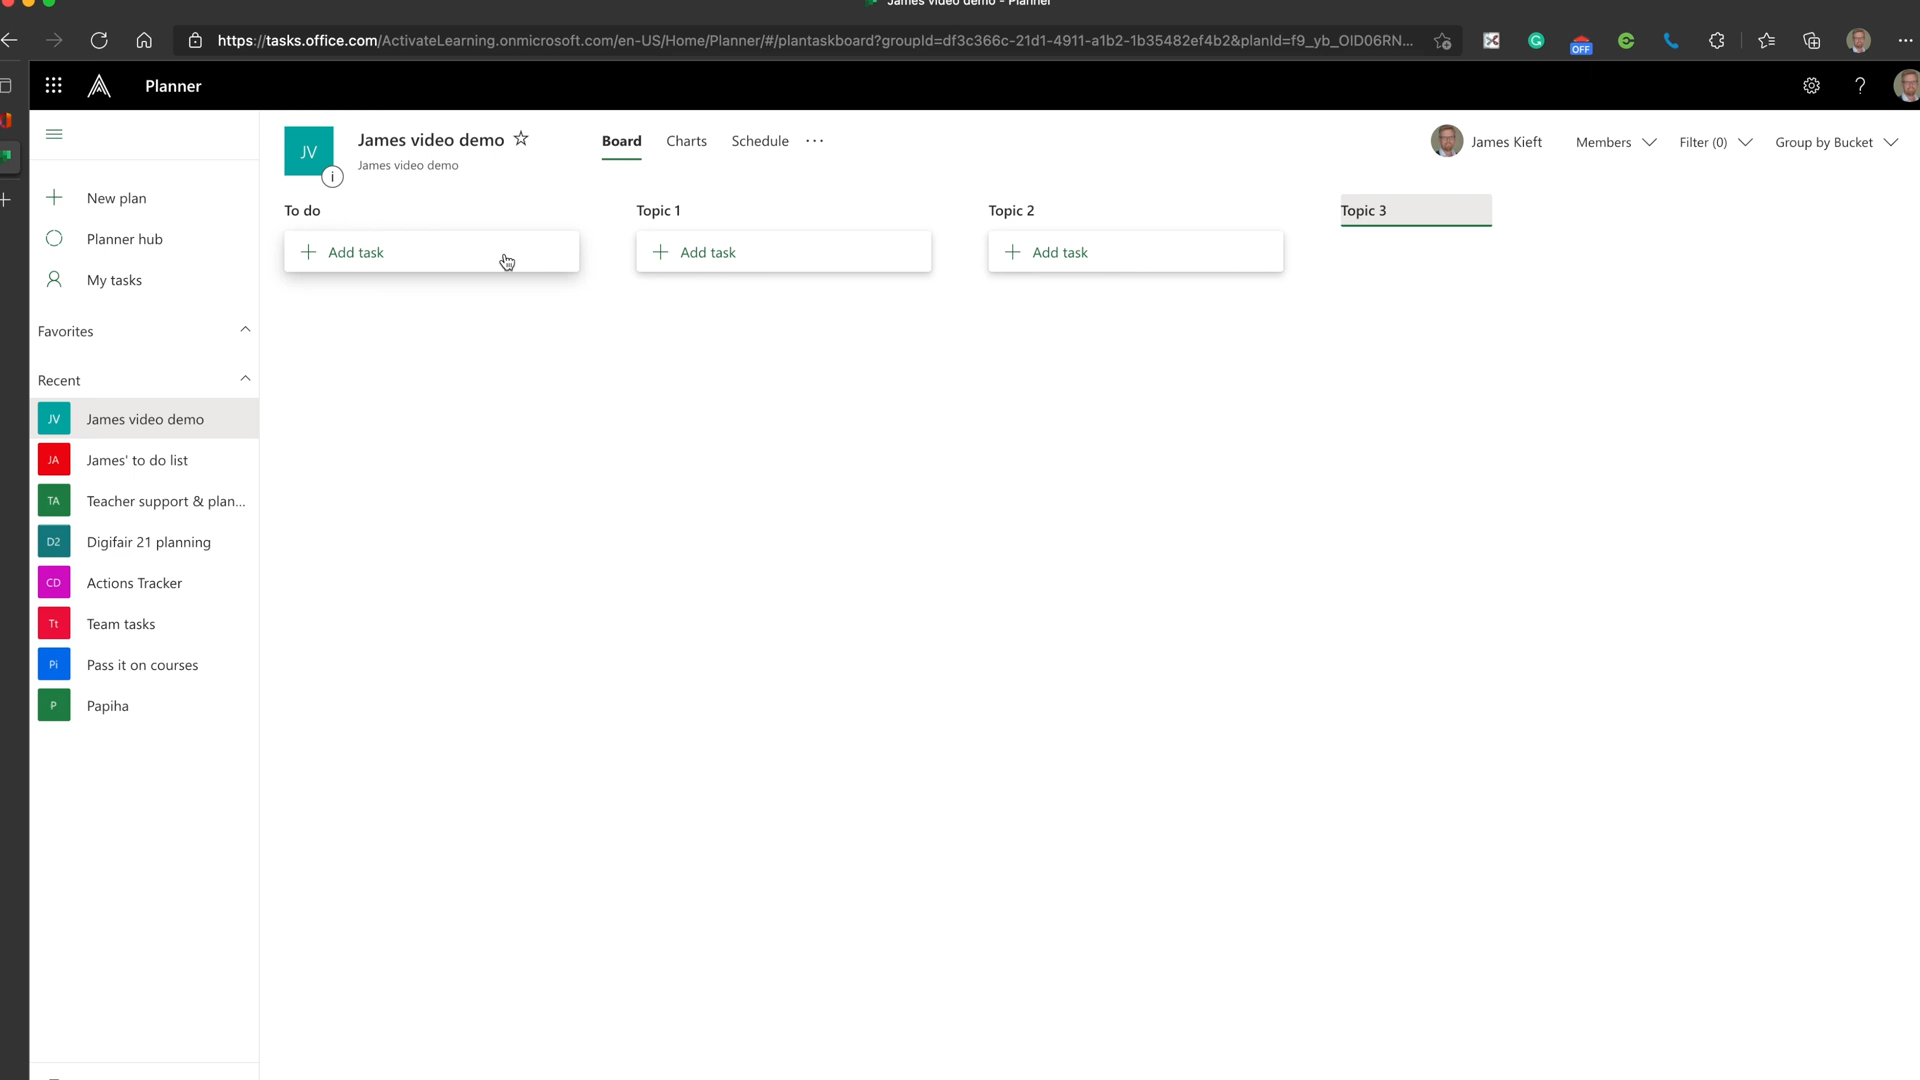 James video demo - Planner
https://tasks.office.com/ActivateLearning.onmicrosoft.com/en-US/Home/Planner/#/plantaskboard?groupId=df3c366c-21d1-4911-a1b2-1b35482ef4b2&planId=f9_yb_OID06RN...
OFF
Planner
?
JV
James video demo
James video demo
i
Board
Charts
Schedule
...
James Kieft
Members
Filter (0)
Group by Bucket
New plan
Planner hub
My tasks
Favorites
Recent
JV James video demo
JA James' to do list
TA Teacher support & plan...
D2 Digifair 21 planning
CD Actions Tracker
Tt Team tasks
Pi Pass it on courses
P Papiha
To do
Add task
Topic 1
Add task
Topic 2
Add task
Topic 3